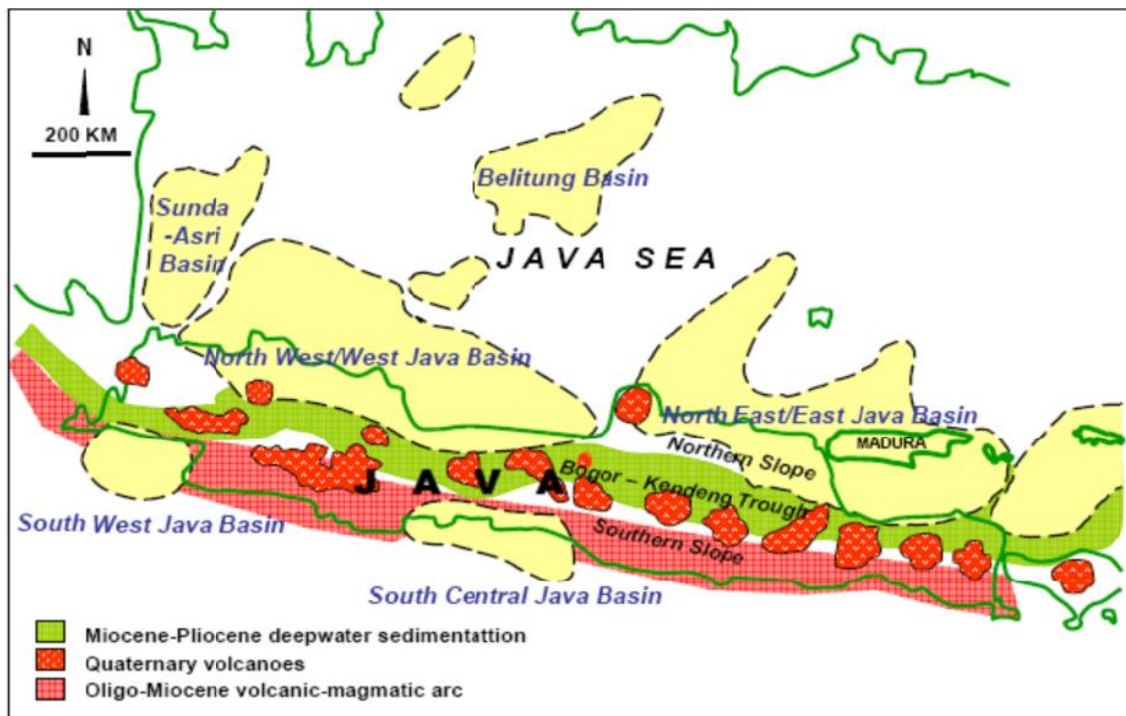 N
200 KM
Belitung Basin
Sunda
-Asri
Basin
JAVA SEA
North West/West Java Basin
North East/East Java Basin
MADURA
Northern Slope
Bogor – Kendeng Trough
JAVA
Southern Slope
South West Java Basin
South Central Java Basin
Miocene-Pliocene deepwater sedimentattion
Quaternary volcanoes
Oligo-Miocene volcanic-magmatic arc